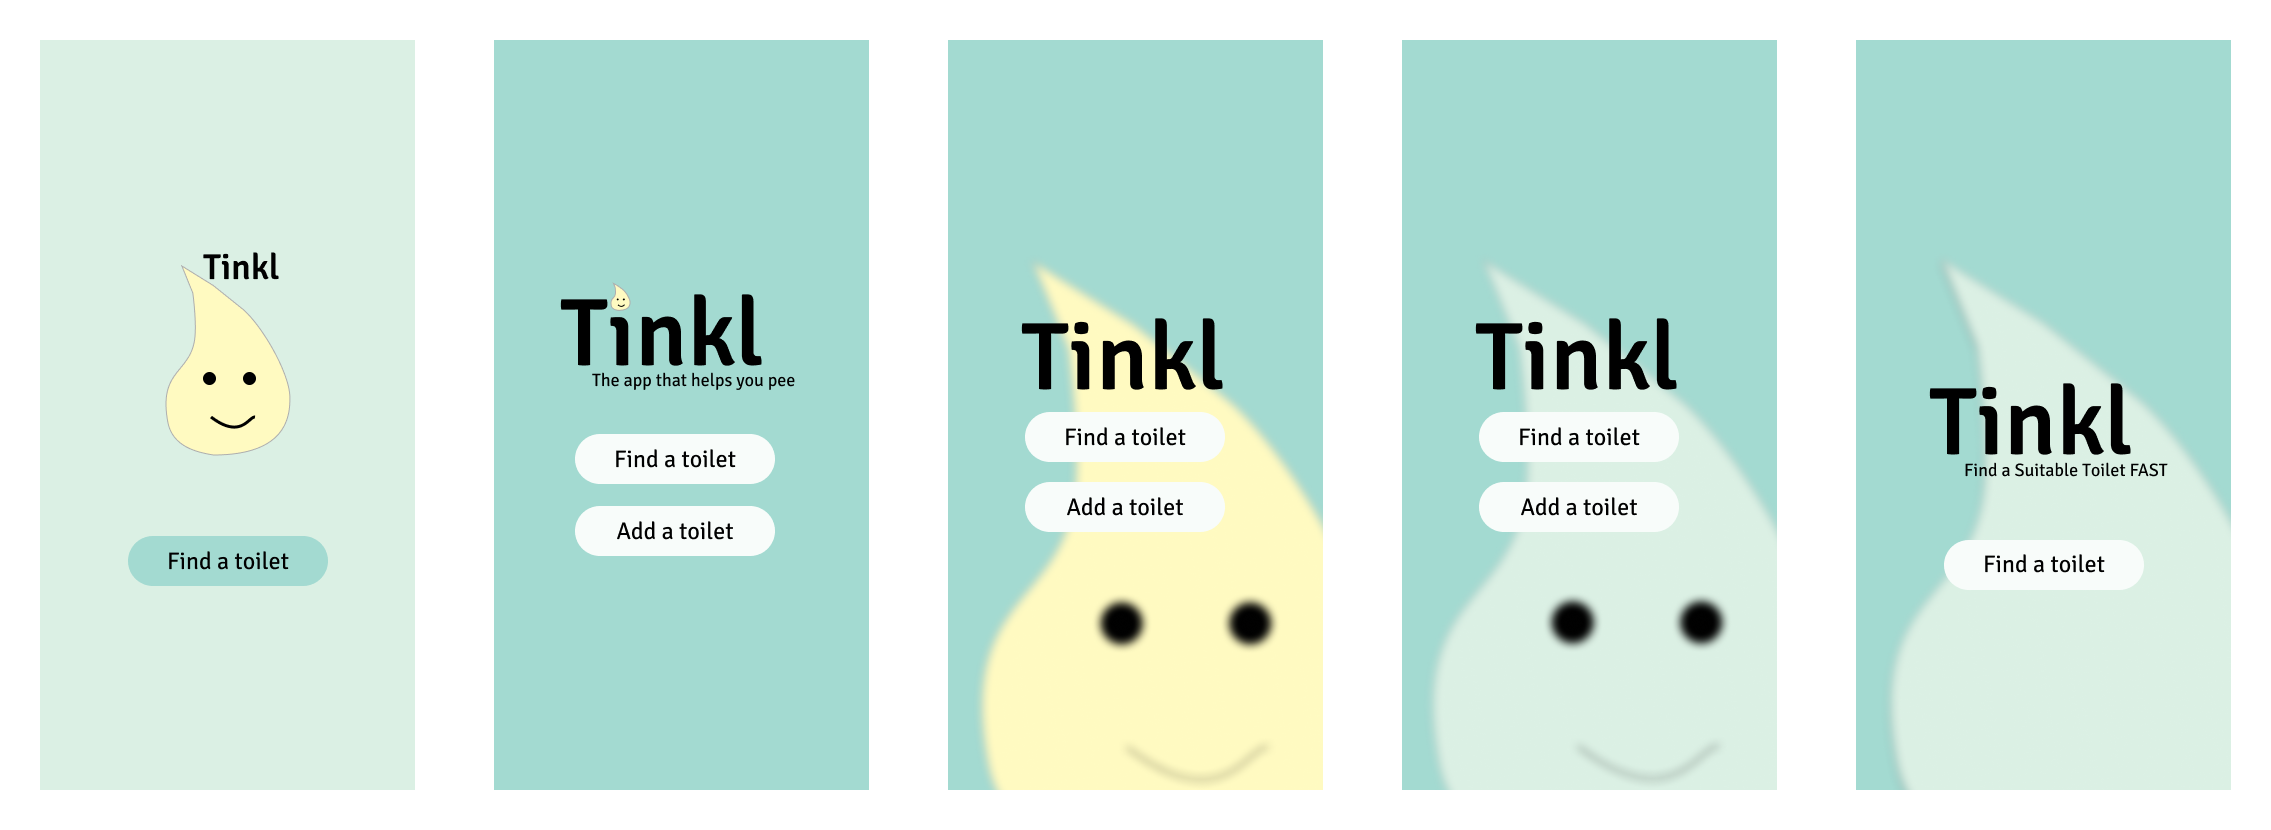 Tinkl
Find a toilet
Tinkl
The app that helps you pee
Find a toilet
Add a toilet
Tinkl
Find a toilet
Add a toilet
Tinkl
Find a toilet
Add a toilet
Tinkl
Find a Suitable Toilet FAST
Find a toilet